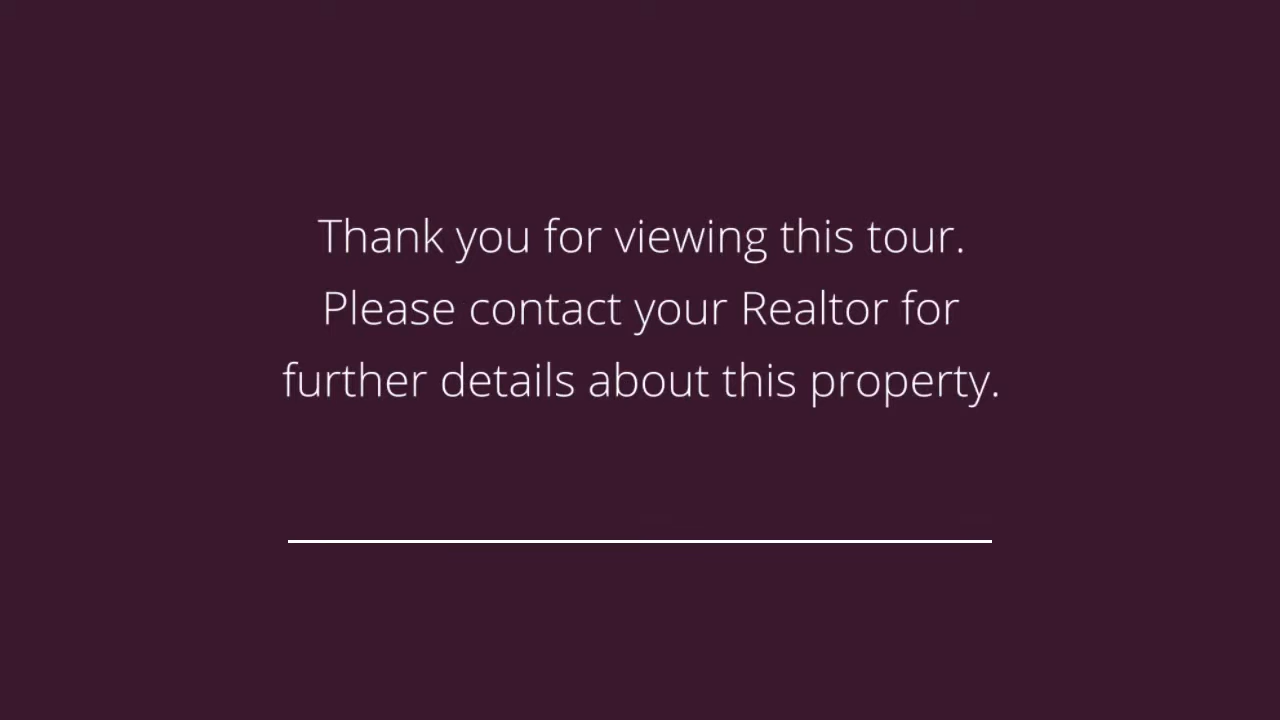 Thank you for viewing this tour.
Please contact your Realtor for
further details about this property.